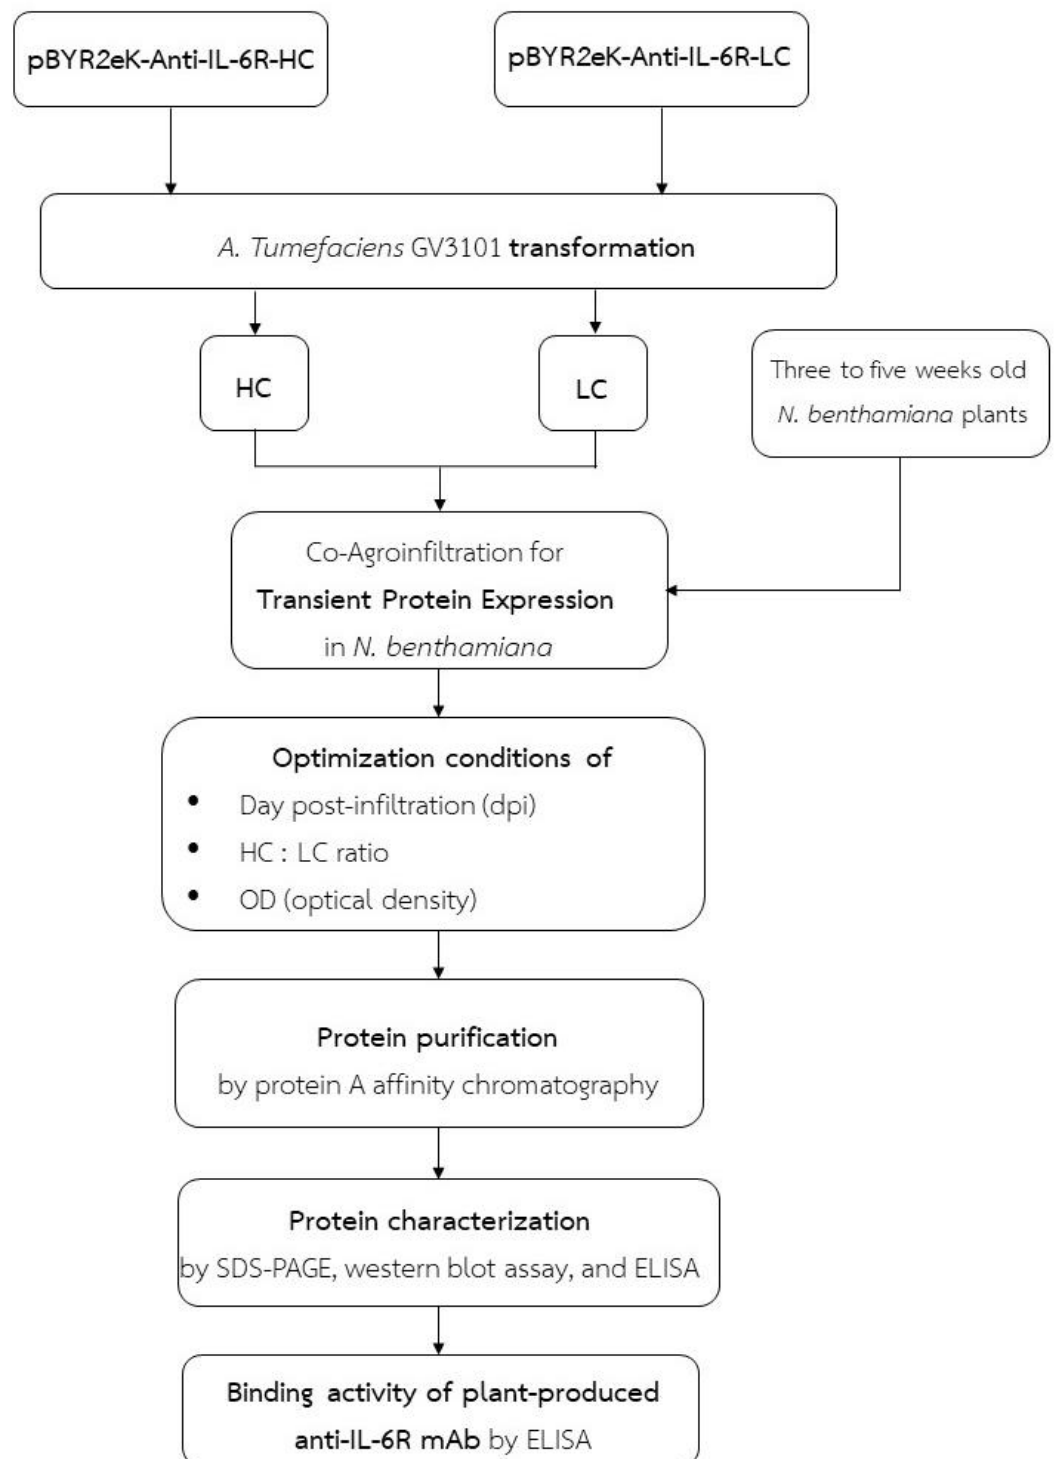 pBYR2eK-Anti-IL-6R-HC
pBYR2eK-Anti-IL-6R-LC
A. Tumefaciens GV3101 transformation
HC
LC
Three to five weeks old
N. benthamiana plants
Co-Agroinfiltration for
Transient Protein Expression
in N. benthamiana
Optimization conditions of
• Day post-infiltration (dpi)
• HC : LC ratio
• OD (optical density)
Protein purification
by protein A affinity chromatography
Protein characterization
by SDS-PAGE, western blot assay, and ELISA
Binding activity of plant-produced
anti-IL-6R mAb by ELISA